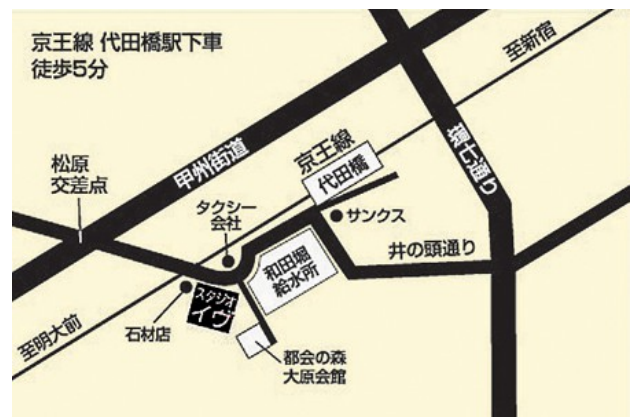 京王線 代田橋駅下車
徒歩5分
至新宿
環七通り
甲州街道
京王線
代田橋
松原
交差点
タクシー
会社
サンクス
井の頭通り
和田堀
給水所
スタジオ
イヴ
石材店
至明大前
都会の森
大原会館